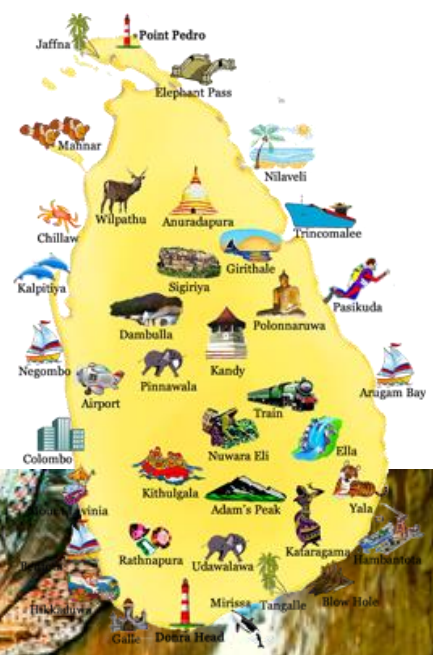 Jaffna
Point Pedro
Elephant Pass
Mannar
Nilaveli
Wilpathu
Anuradapura
Chillaw
Trincomalee
Girithale
Sigiriya
Kalpitiya
Pasikuda
Polonnaruwa
Dambulla
Negombo
Kandy
Pinnawala
Arugam Bay
Airport
Train
Ella
Nuwara Eli
Colombo
Kithulgala
Adam's Peak
Yala
Kataragama
Hambantota
Rathnapura
Udawalawa
Mirissa
Tangalle
Blow Hole
Hikkaduwa
Galle
Donra Head